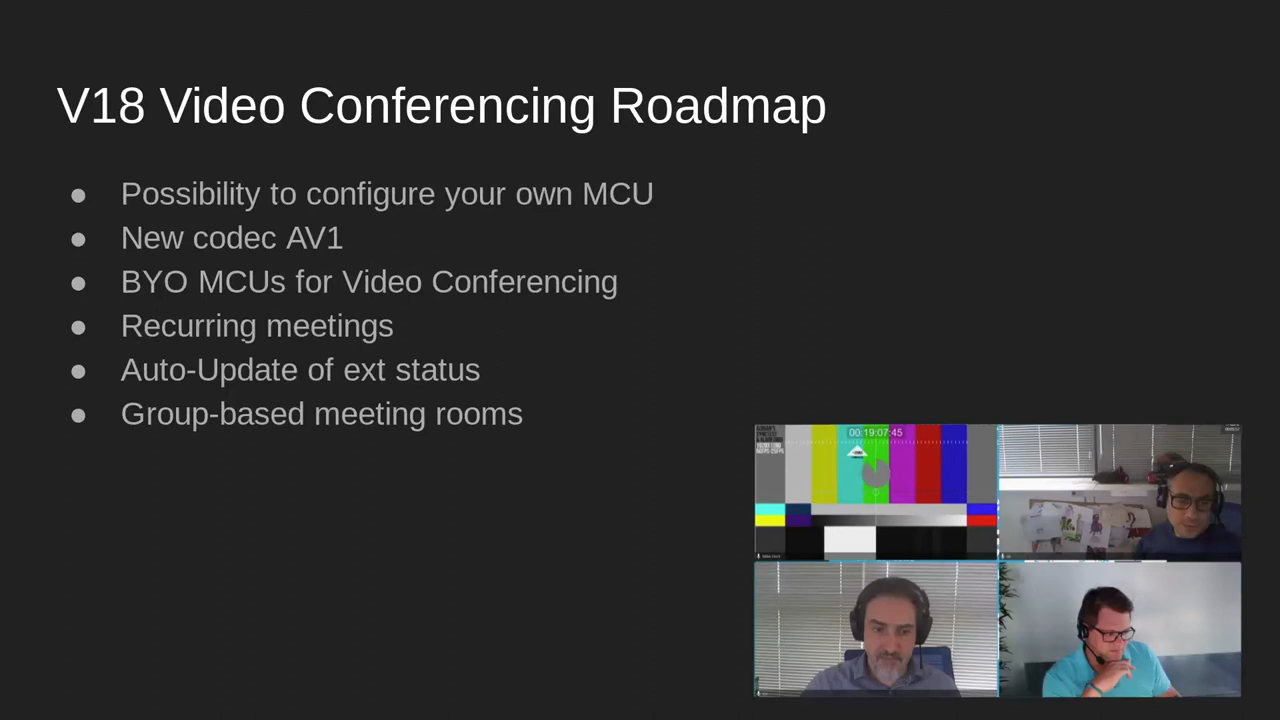 V18 Video Conferencing Roadmap
● Possibility to configure your own MCU
● New codec AV1
● BYO MCUs for Video Conferencing
● Recurring meetings
● Auto-Update of ext status
● Group-based meeting rooms
00:19:07:45